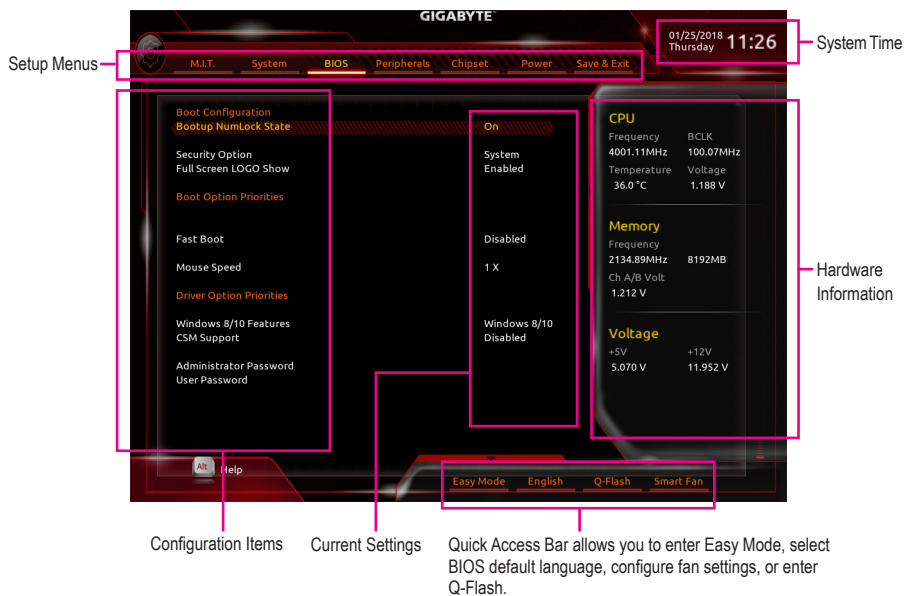 GIGABYTE™
01/25/2018
Thursday
11:26
System Time
Setup Menus
M.I.T. System BIOS Peripherals Chipset Power Save & Exit
Boot Configuration
Bootup NumLock State On
Security Option System
Full Screen LOGO Show Enabled
Boot Option Priorities
Fast Boot Disabled
Mouse Speed 1 X
Driver Option Priorities
Windows 8/10 Features Windows 8/10
CSM Support Disabled
Administrator Password
User Password
CPU
Frequency BCLK
4001.11MHz 100.07MHz
Temperature Voltage
36.0 °C 1.188 V
Memory
Frequency
2134.89MHz 8192MB
Ch A/B Volt
1.212 V
Voltage
+5V +12V
5.070 V 11.952 V
Hardware
Information
Alt Help
Easy Mode English Q-Flash Smart Fan
Configuration Items
Current Settings
Quick Access Bar allows you to enter Easy Mode, select
BIOS default language, configure fan settings, or enter
Q-Flash.